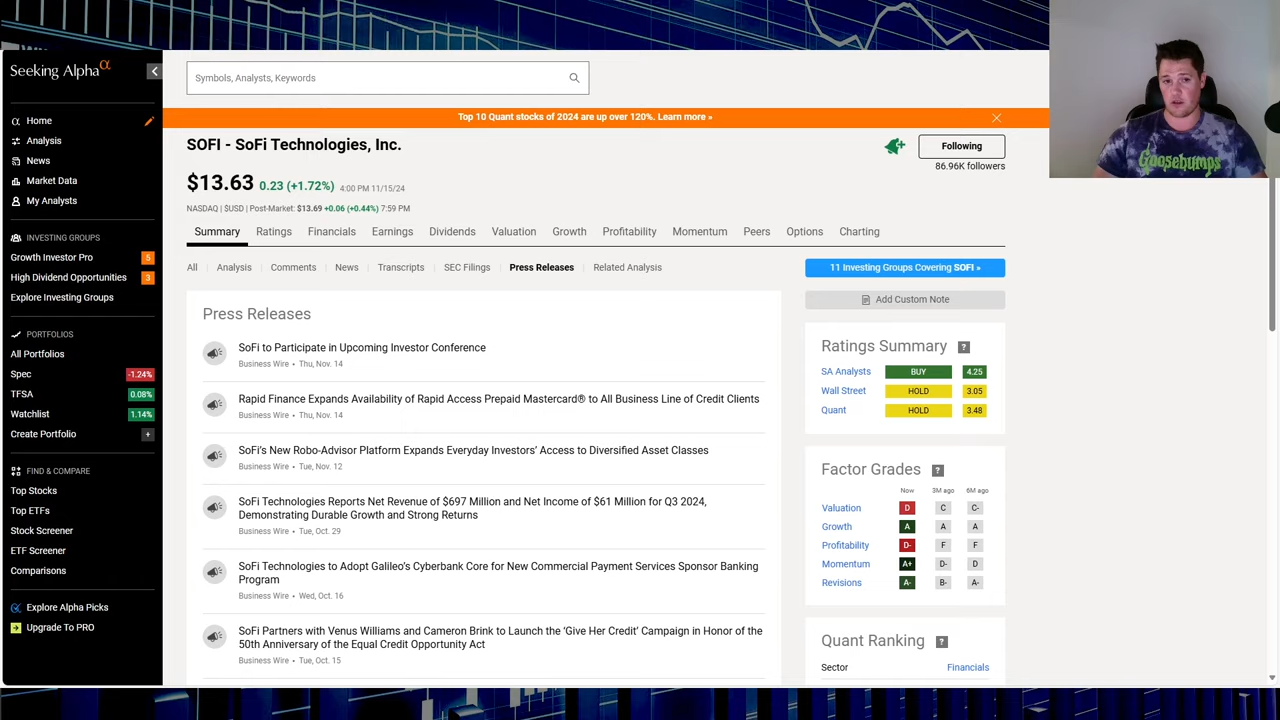 Seeking Alpha α
Symbols, Analysts, Keywords
Home
Analysis
News
Market Data
My Analysts
INVESTING GROUPS
Growth Investor Pro 5
High Dividend Opportunities 3
Explore Investing Groups
PORTFOLIOS
All Portfolios
Spec -1.24%
TFSA 0.08%
Watchlist 1.14%
Create Portfolio +
FIND & COMPARE
Top Stocks
Top ETFs
Stock Screener
ETF Screener
Comparisons
Explore Alpha Picks
Upgrade To PRO
Top 10 Quant stocks of 2024 are up over 120%. Learn more »
SOFI - SoFi Technologies, Inc.
Following
86.96K followers
$13.63 0.23 (+1.72%) 4:00 PM 11/15/24
NASDAQ | $USD | Post-Market: $13.69 +0.06 (+0.44%) 7:59 PM
Summary Ratings Financials Earnings Dividends Valuation Growth Profitability Momentum Peers Options Charting
All Analysis Comments News Transcripts SEC Filings Press Releases Related Analysis
Press Releases
SoFi to Participate in Upcoming Investor Conference
Business Wire • Thu, Nov. 14
Rapid Finance Expands Availability of Rapid Access Prepaid Mastercard® to All Business Line of Credit Clients
Business Wire • Thu, Nov. 14
SoFi's New Robo-Advisor Platform Expands Everyday Investors' Access to Diversified Asset Classes
Business Wire • Tue, Nov. 12
SoFi Technologies Reports Net Revenue of $697 Million and Net Income of $61 Million for Q3 2024,
Demonstrating Durable Growth and Strong Returns
Business Wire • Tue, Oct. 29
SoFi Technologies to Adopt Galileo's Cyberbank Core for New Commercial Payment Services Sponsor Banking
Program
Business Wire • Wed, Oct. 16
SoFi Partners with Venus Williams and Cameron Brink to Launch the 'Give Her Credit' Campaign in Honor of the
50th Anniversary of the Equal Credit Opportunity Act
Business Wire • Tue, Oct. 15
11 Investing Groups Covering SOFI »
Add Custom Note
Ratings Summary ?
SA Analysts BUY 4.25
Wall Street HOLD 3.05
Quant HOLD 3.48
Factor Grades ?
Now 3M ago 6M ago
Valuation D C C-
Growth A A A
Profitability D- F F
Momentum A+ D- D
Revisions A- B- A-
Quant Ranking ?
Sector Financials
Goosebumps